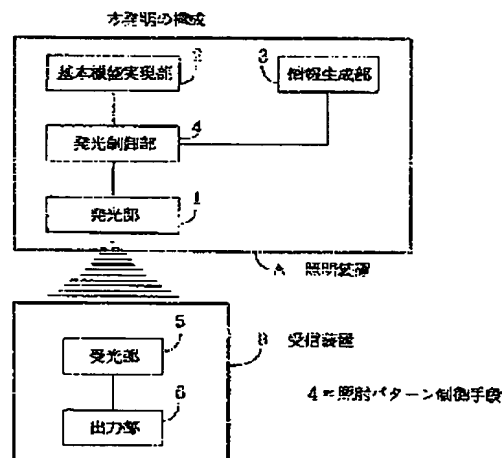 本発明の構成
2
基本機能実現部
3
情報生成部
4
発光制御部
1
発光部
A 照明装置
5
受光部
B 受信装置
6
出力部
4=照射パターン制御手段